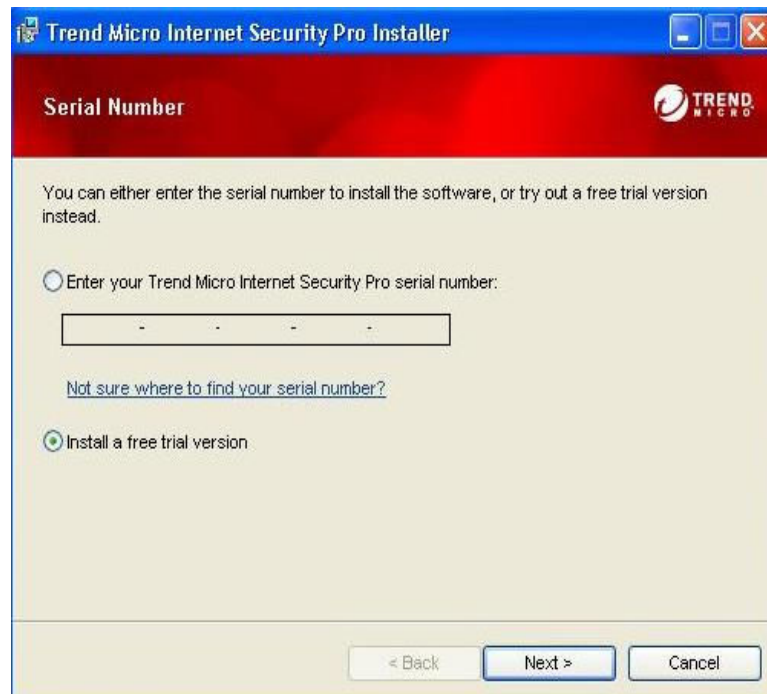 Trend Micro Internet Security Pro Installer
Serial Number
TREND
MICRO
You can either enter the serial number to install the software, or try out a free trial version
instead.
Enter your Trend Micro Internet Security Pro serial number:
- - - -
Not sure where to find your serial number?
Install a free trial version
< Back Next > Cancel